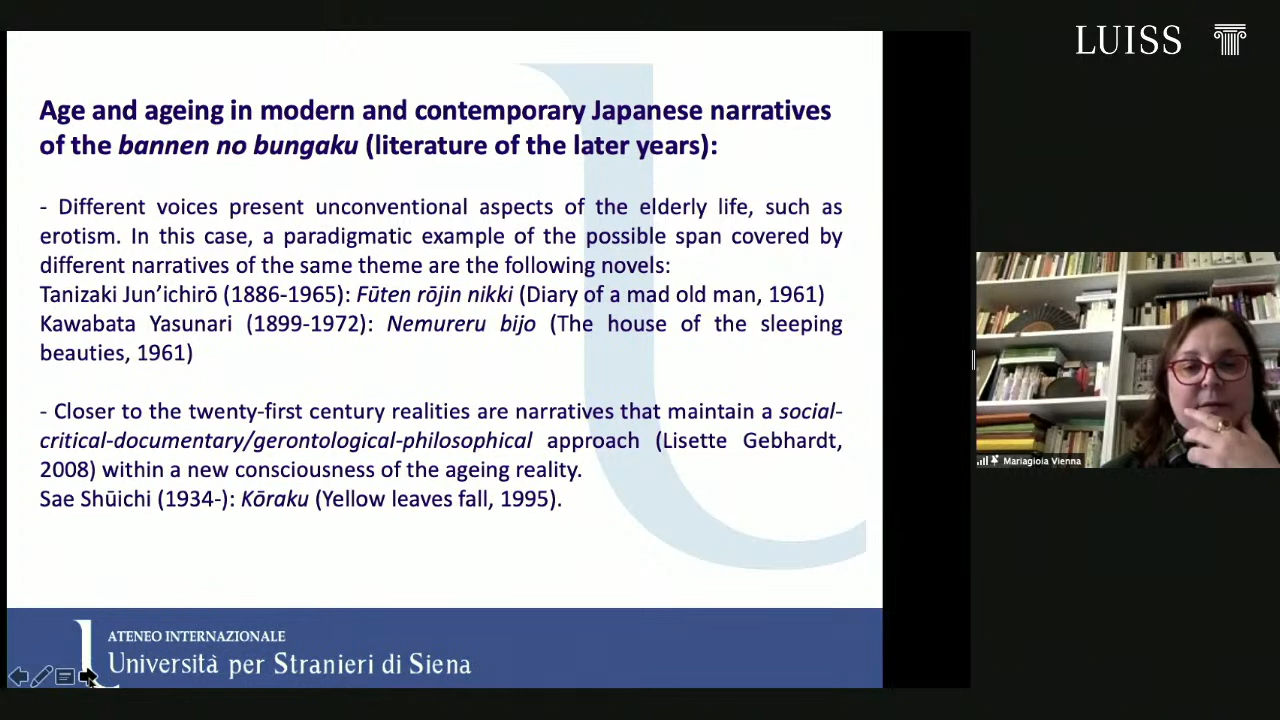 LUISS
Age and ageing in modern and contemporary Japanese narratives
of the bannen no bungaku (literature of the later years):
- Different voices present unconventional aspects of the elderly life, such as
erotism. In this case, a paradigmatic example of the possible span covered by
different narratives of the same theme are the following novels:
Tanizaki Jun’ichirō (1886-1965): Fūten rōjin nikki (Diary of a mad old man, 1961)
Kawabata Yasunari (1899-1972): Nemureru bijo (The house of the sleeping
beauties, 1961)
- Closer to the twenty-first century realities are narratives that maintain a social-
critical-documentary/gerontological-philosophical approach (Lisette Gebhardt,
2008) within a new consciousness of the ageing reality.
Sae Shūichi (1934-): Kōraku (Yellow leaves fall, 1995).
Mariagioia Vienna
ATENEO INTERNAZIONALE
Università per Stranieri di Siena